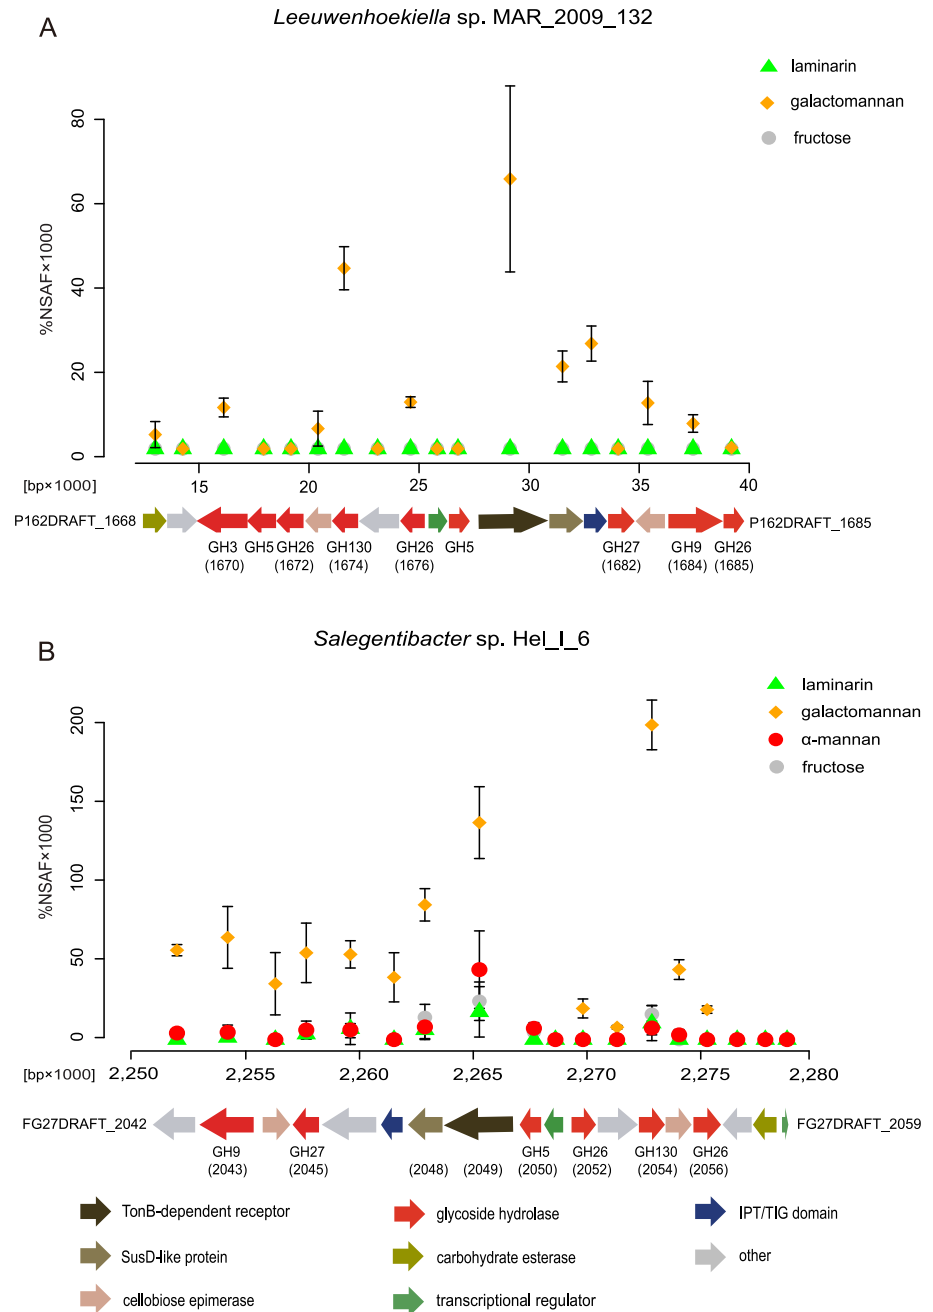 A
Leeuwenhoekiella sp. MAR_2009_132
laminarin
galactomannan
fructose
%NSAF×1000
80
60
40
20
0
[bp×1000]
15 20 25 30 35 40
P162DRAFT_1668
P162DRAFT_1685
GH3 GH5 GH26 GH130 GH26 GH5 GH27 GH9 GH26
(1670) (1672) (1674) (1676) (1682) (1684) (1685)
B
Salegentibacter sp. Hel_I_6
laminarin
galactomannan
α-mannan
fructose
%NSAF×1000
200
150
100
50
0
[bp×1000]
2,250 2,255 2,260 2,265 2,270 2,275 2,280
FG27DRAFT_2042
FG27DRAFT_2059
GH9 GH27 GH5 GH26 GH130 GH26
(2043) (2045) (2048) (2049) (2050) (2052) (2054) (2056)
TonB-dependent receptor
glycoside hydrolase
IPT/TIG domain
SusD-like protein
carbohydrate esterase
other
cellobiose epimerase
transcriptional regulator